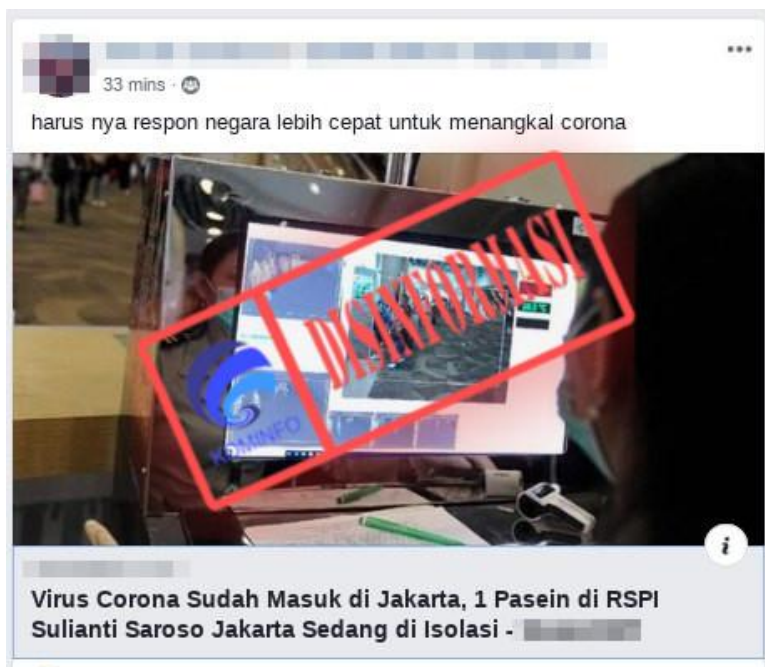 33 mins ·
harus nya respon negara lebih cepat untuk menangkal corona
DISINFORMASI
KOMINFO
Virus Corona Sudah Masuk di Jakarta, 1 Pasein di RSPI
Sulianti Saroso Jakarta Sedang di Isolasi -